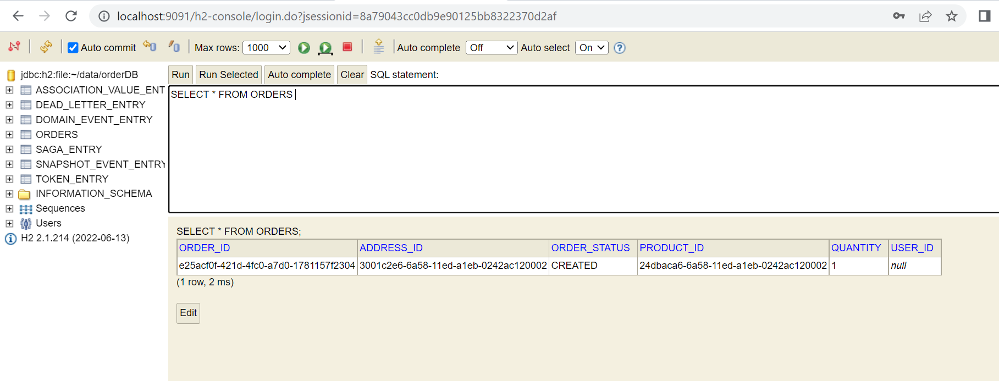 localhost:9091/h2-console/login.do?jsessionid=8a79043cc0db9e90125bb8322370d2af
Auto commit Max rows: 1000 Auto complete Off Auto select On ?
jdbc:h2:file:~/data/orderDB
ASSOCIATION_VALUE_ENT
DEAD_LETTER_ENTRY
DOMAIN_EVENT_ENTRY
ORDERS
SAGA_ENTRY
SNAPSHOT_EVENT_ENTRY
TOKEN_ENTRY
INFORMATION_SCHEMA
Sequences
Users
H2 2.1.214 (2022-06-13)
Run Run Selected Auto complete Clear SQL statement:
SELECT * FROM ORDERS
SELECT * FROM ORDERS;
ORDER_ID ADDRESS_ID ORDER_STATUS PRODUCT_ID QUANTITY USER_ID
e25acf0f-421d-4fc0-a7d0-1781157f2304 3001c2e6-6a58-11ed-a1eb-0242ac120002 CREATED 24dbaca6-6a58-11ed-a1eb-0242ac120002 1 null
(1 row, 2 ms)
Edit